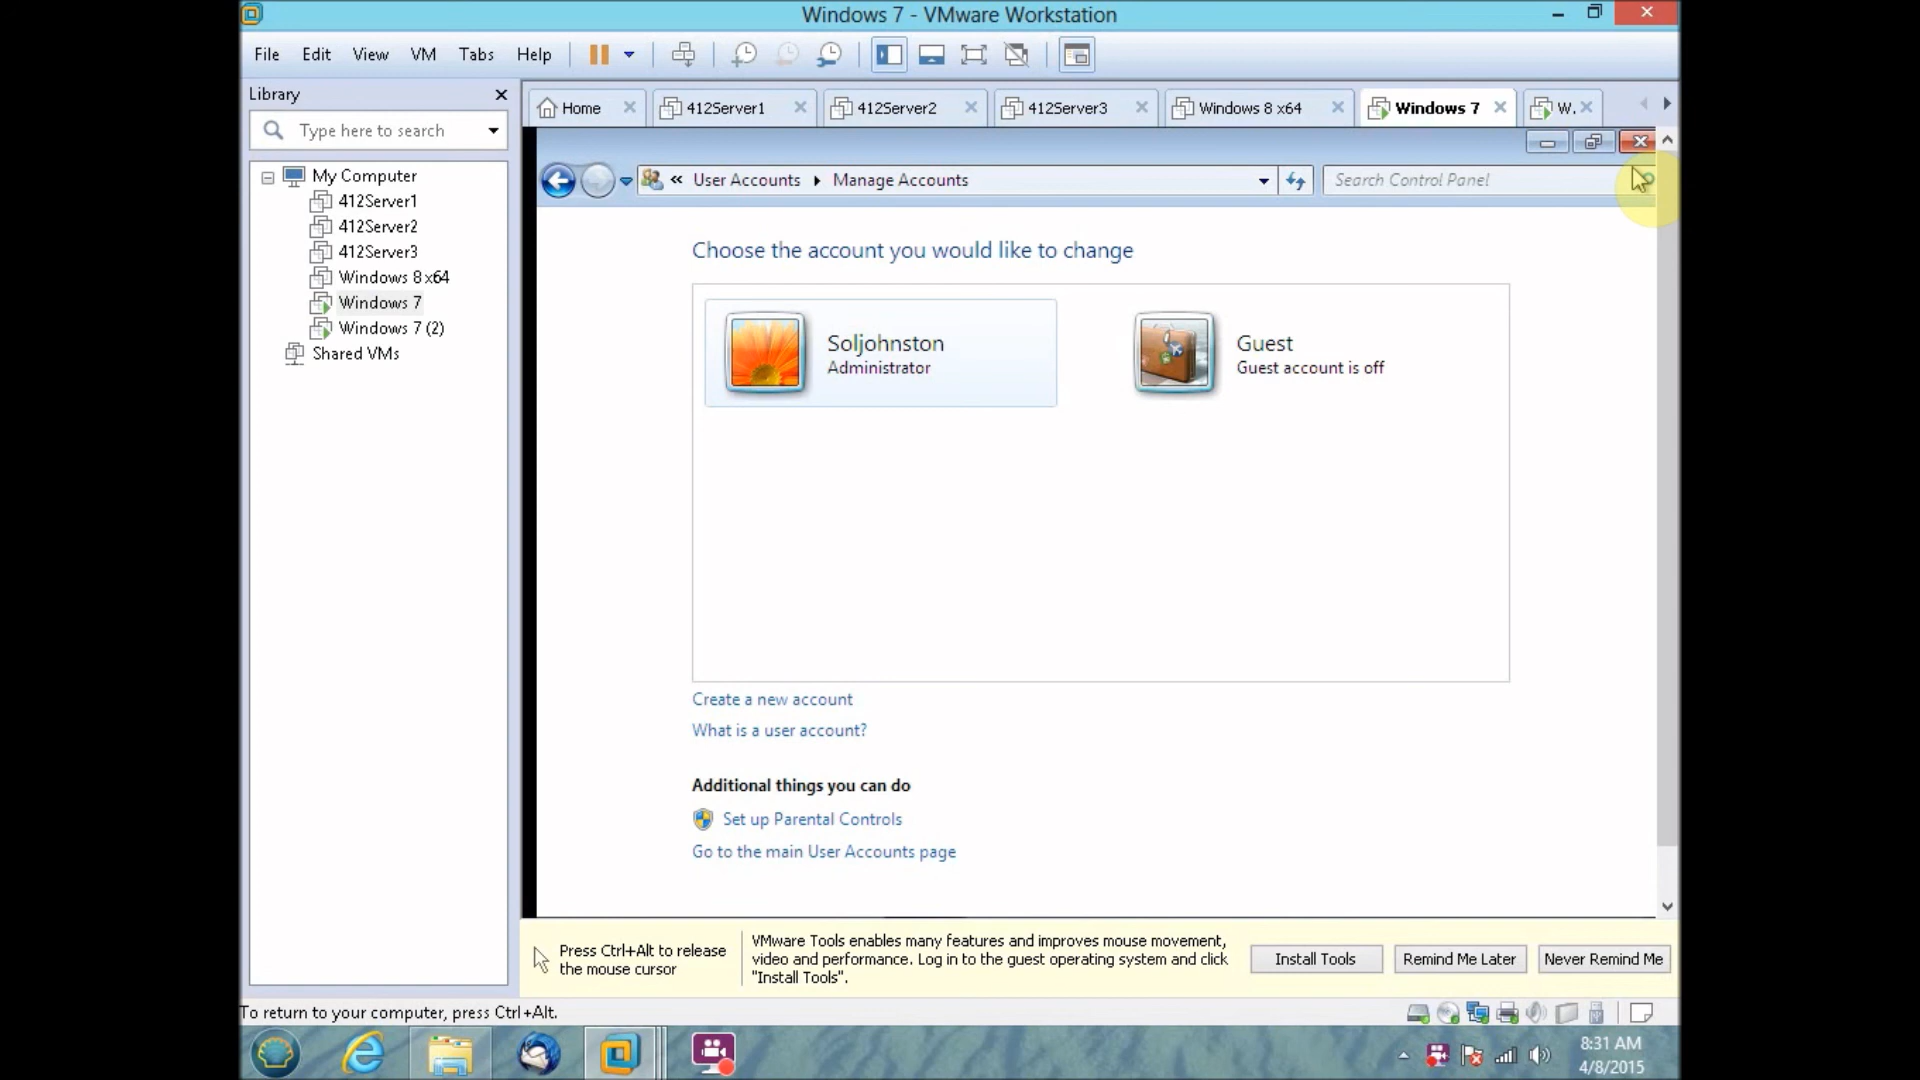 Windows 7 - VMware Workstation
File Edit View VM Tabs Help
Library
Type here to search
My Computer
412Server1
412Server2
412Server3
Windows 8 x64
Windows 7
Windows 7 (2)
Shared VMs
Home 412Server1 412Server2 412Server3 Windows 8 x64 Windows 7 W.
« User Accounts Manage Accounts
Search Control Panel
Choose the account you would like to change
Soljohnston
Administrator
Guest
Guest account is off
Create a new account
What is a user account?
Additional things you can do
Set up Parental Controls
Go to the main User Accounts page
Press Ctrl+Alt to release
the mouse cursor
VMware Tools enables many features and improves mouse movement,
video and performance. Log in to the guest operating system and click
"Install Tools".
Install Tools Remind Me Later Never Remind Me
To return to your computer, press Ctrl+Alt.
8:31 AM
4/8/2015